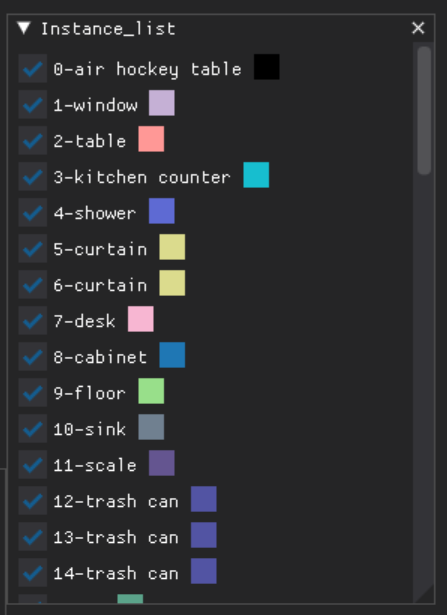 Instance_list
0-air hockey table
1-window
2-table
3-kitchen counter
4-shower
5-curtain
6-curtain
7-desk
8-cabinet
9-floor
10-sink
11-scale
12-trash can
13-trash can
14-trash can